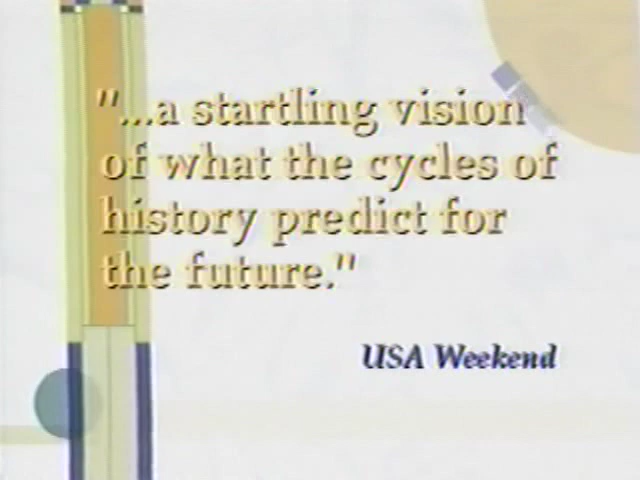 "...a startling vision
of what the cycles of
history predict for
the future."
USA Weekend